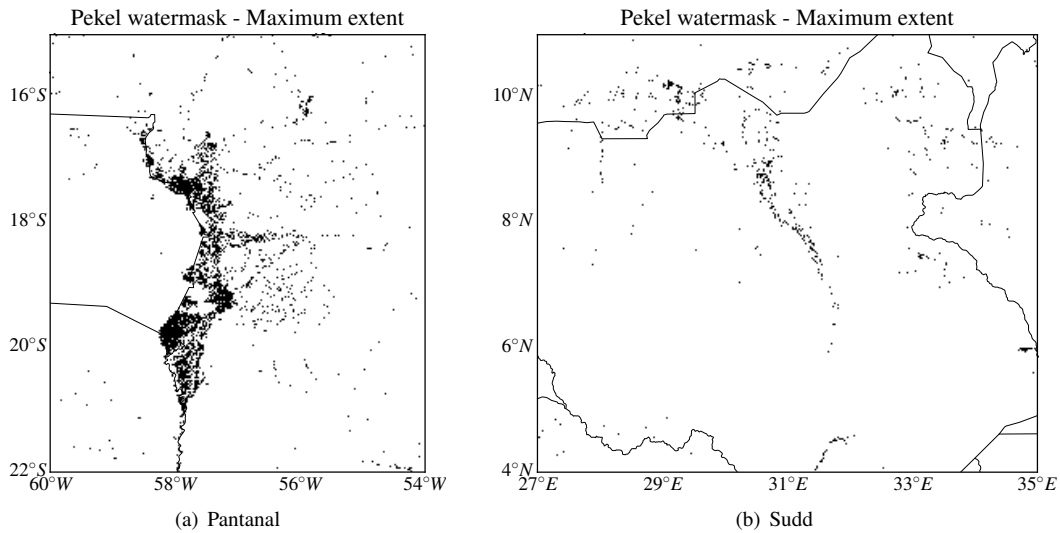 Pekel watermask - Maximum extent
16°S
18°S
20°S
22°S
60°W 58°W 56°W 54°W
(a) Pantanal
Pekel watermask - Maximum extent
10°N
8°N
6°N
4°N
27°E 29°E 31°E 33°E 35°E
(b) Sudd